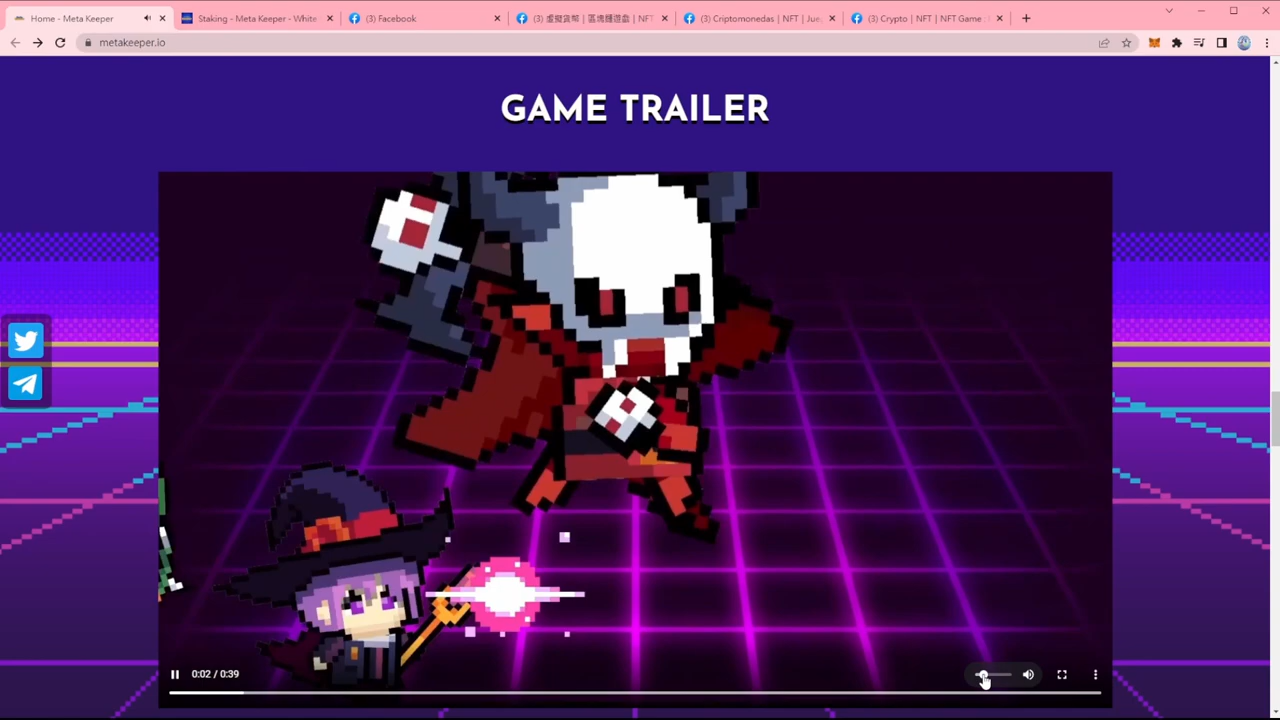 Home - Meta Keeper
Staking - Meta Keeper - White
(3) Facebook
(3) 虛擬貨幣 | 區塊鏈遊戲 | NFT
(3) Criptomonedas | NFT | Jue
(3) Crypto | NFT | NFT Game
metakeeper.io
GAME TRAILER
0:02 / 0:39